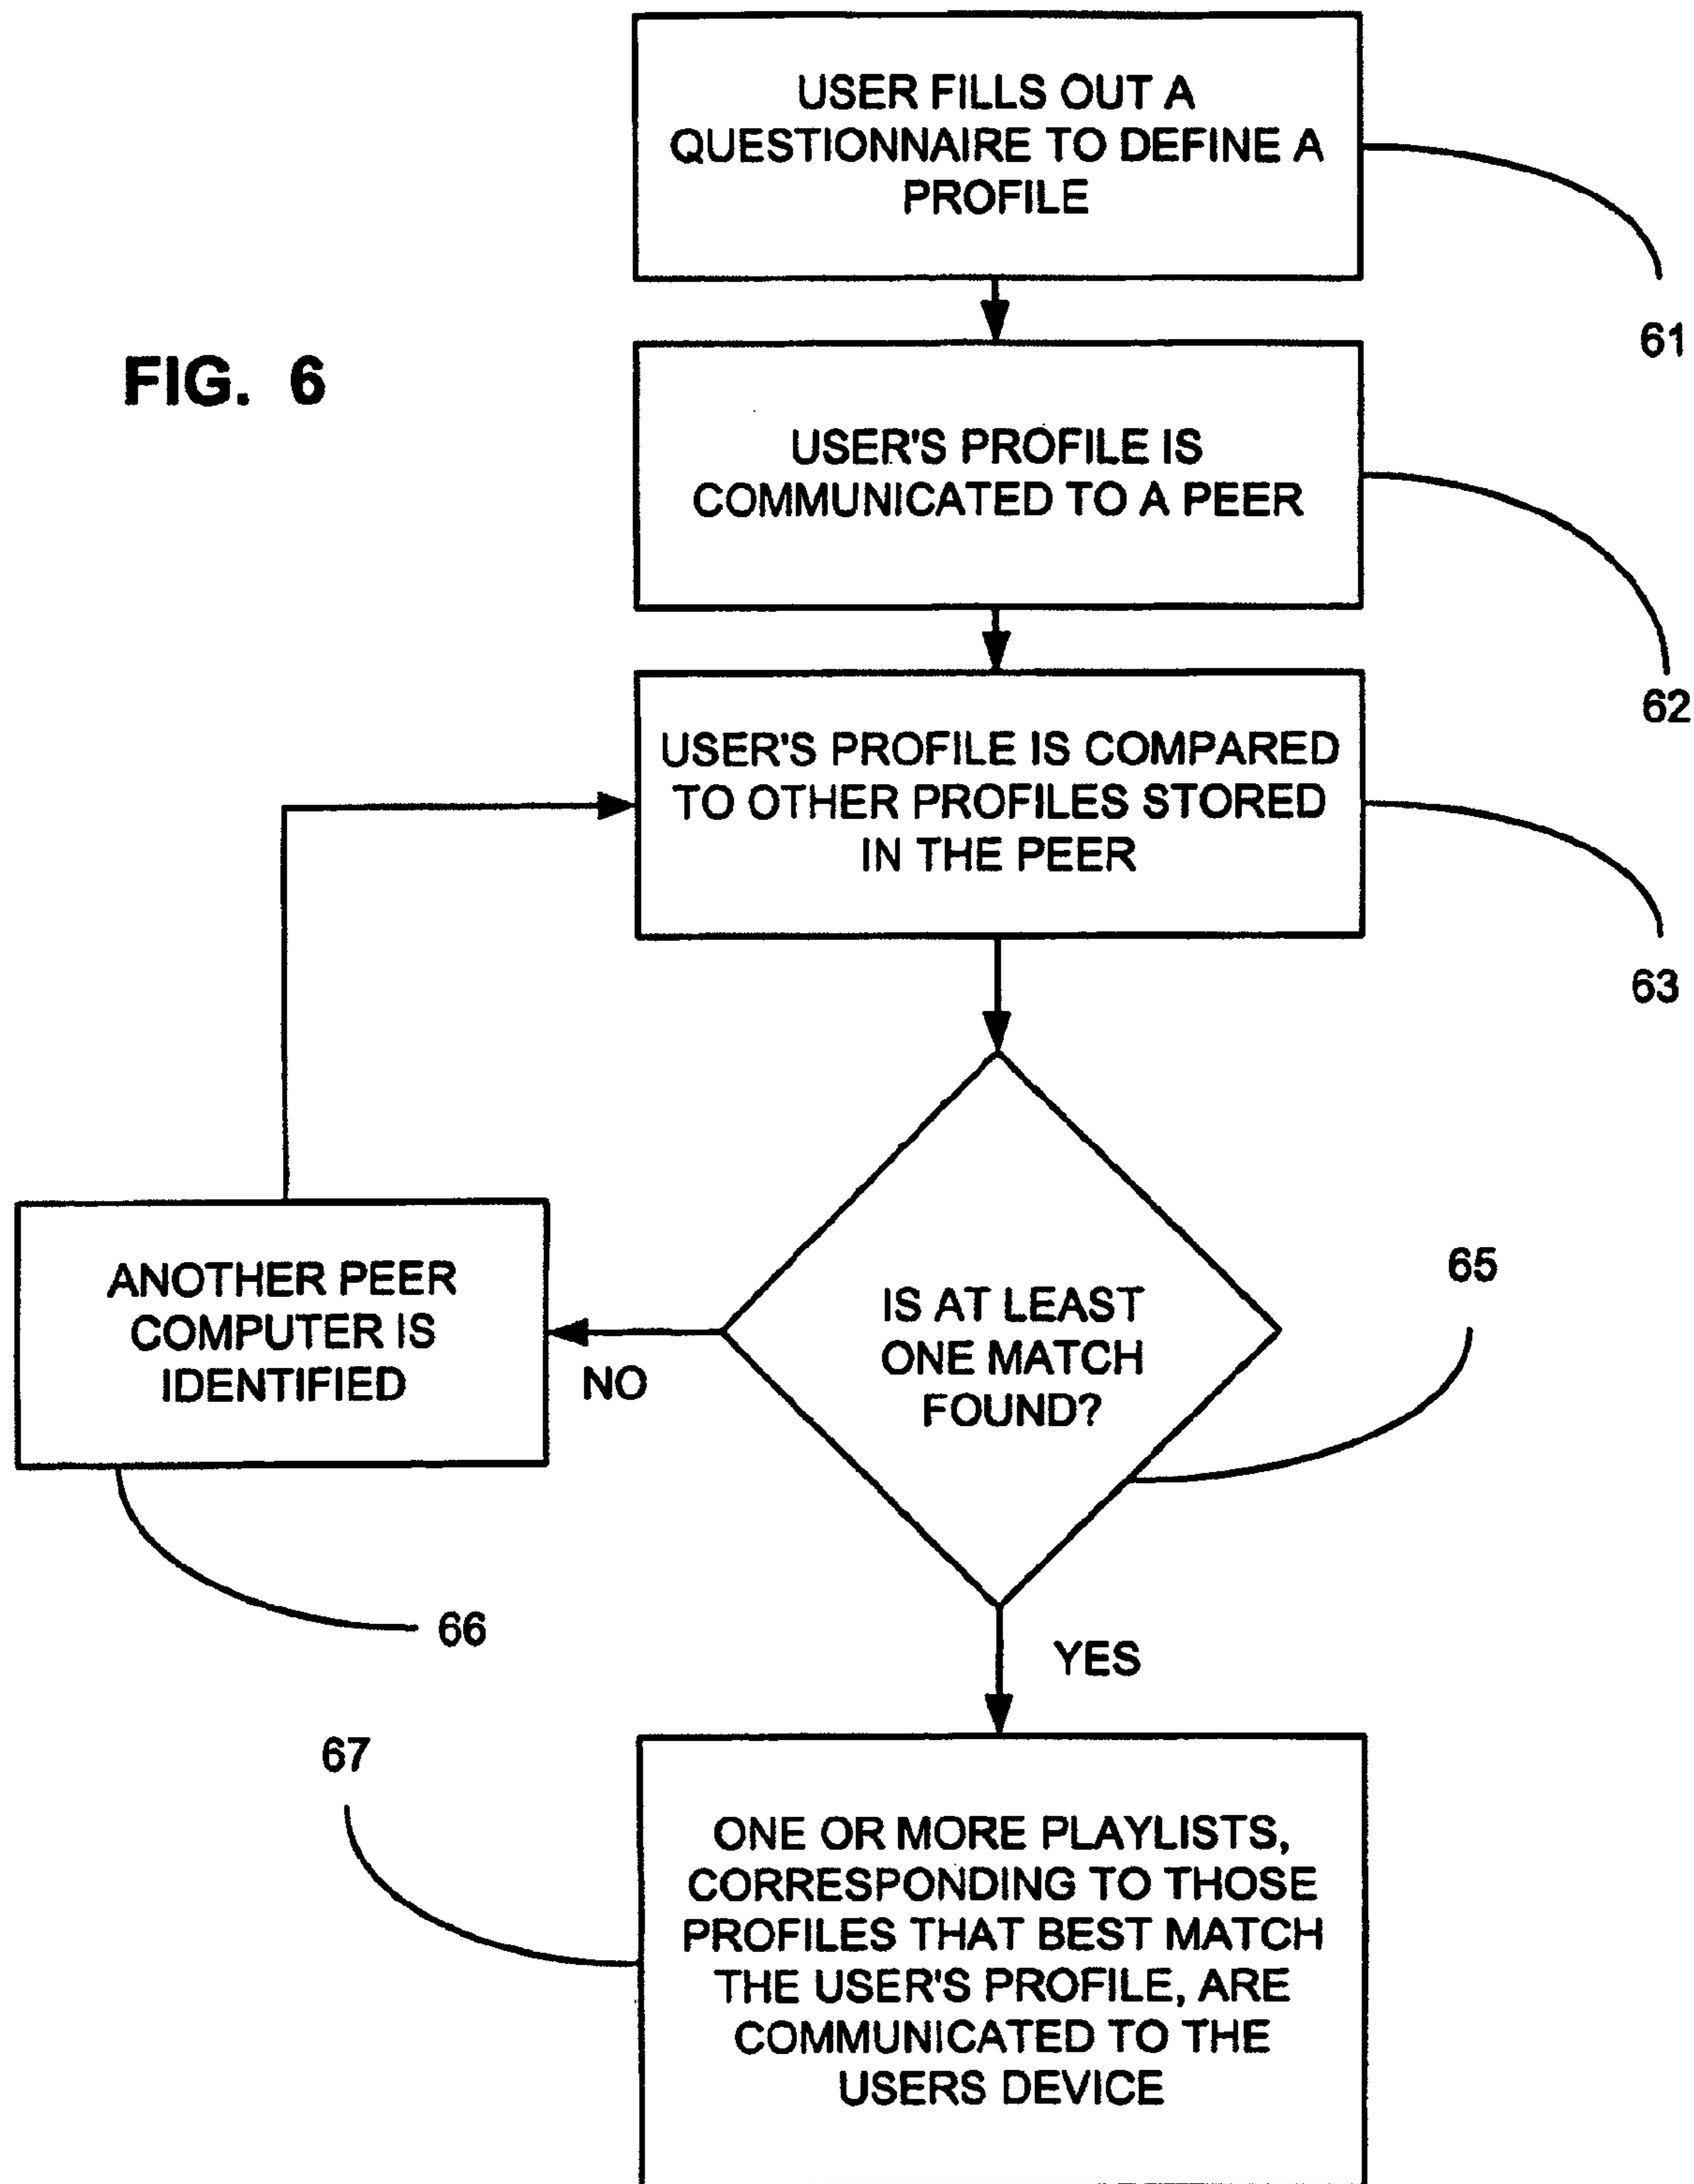 USER FILLS OUT A
QUESTIONNAIRE TO DEFINE A
PROFILE
61
FIG. 6
USER'S PROFILE IS
COMMUNICATED TO A PEER
62
USER'S PROFILE IS COMPARED
TO OTHER PROFILES STORED
IN THE PEER
63
IS AT LEAST
ONE MATCH
FOUND?
65
NO
ANOTHER PEER
COMPUTER IS
IDENTIFIED
66
YES
67
ONE OR MORE PLAYLISTS,
CORRESPONDING TO THOSE
PROFILES THAT BEST MATCH
THE USER'S PROFILE, ARE
COMMUNICATED TO THE
USERS DEVICE